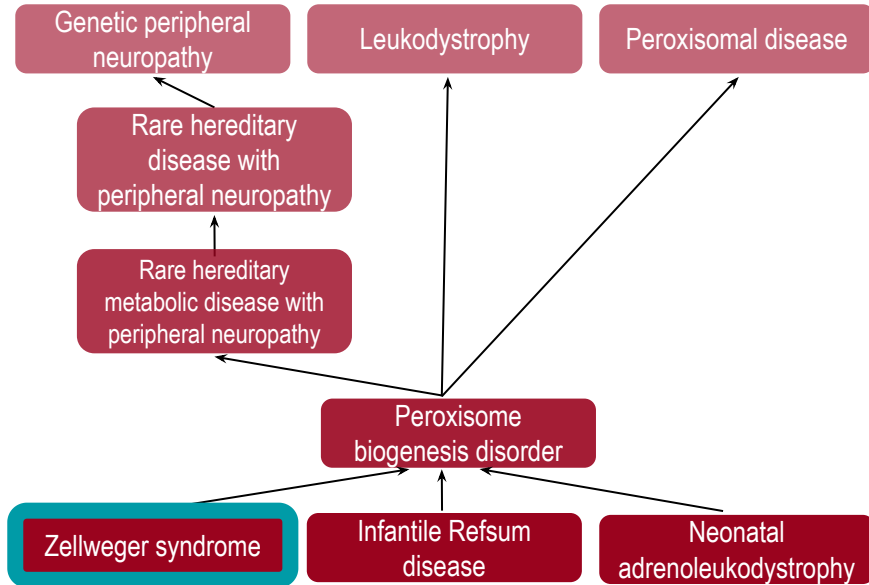 Genetic peripheral
neuropathy
Leukodystrophy
Peroxisomal disease
Rare hereditary
disease with
peripheral neuropathy
Rare hereditary
metabolic disease with
peripheral neuropathy
Peroxisome
biogenesis disorder
Zellweger syndrome
Infantile Refsum
disease
Neonatal
adrenoleukodystrophy